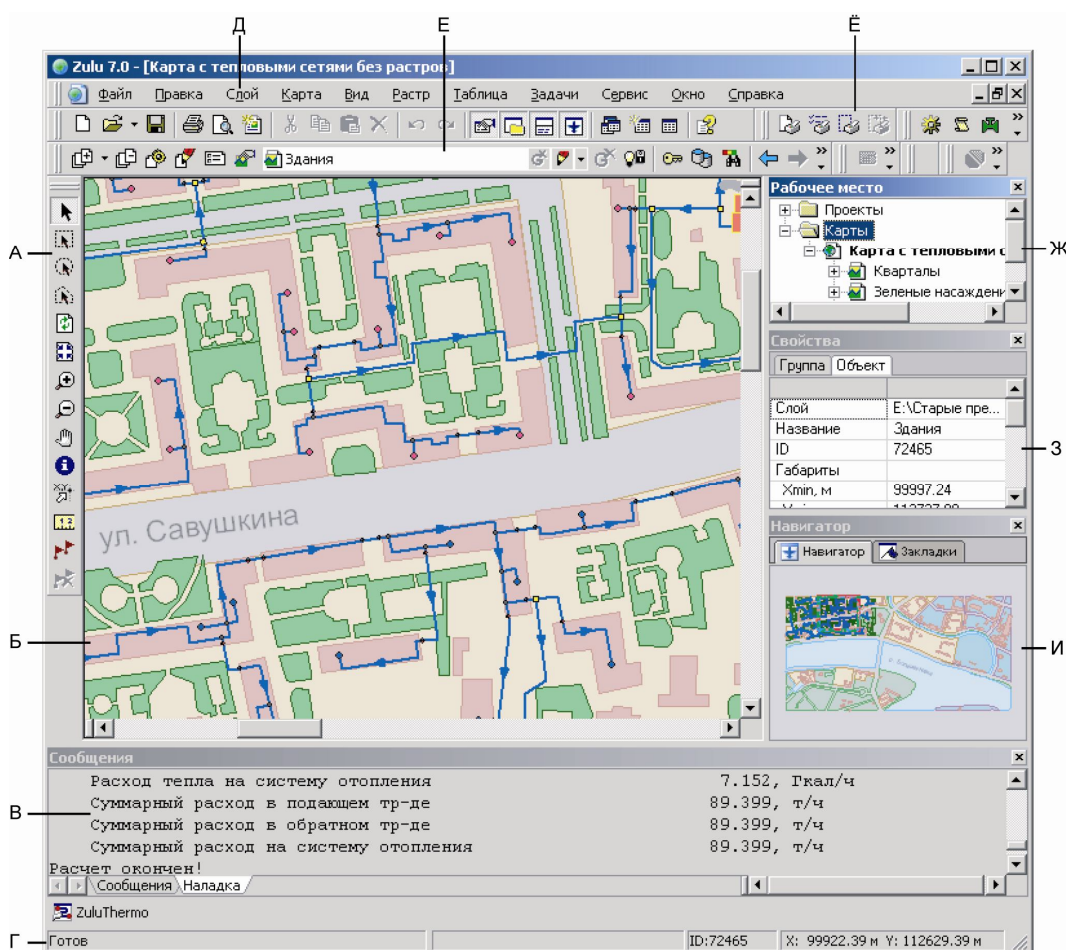 Д Е Ё
Zulu 7.0 - [Карта с тепловыми сетями без растров]
Файл Правка Слой Карта Вид Растр Таблица Задачи Сервис Окно Справка
Здания
А
Рабочее место
Проекты
Карты
Карта с тепловыми с
Кварталы
Зеленые насажден
Ж
Свойства
Группа Объект
Слой E:\Старые пре...
Название Здания
ID 72465
Габариты
Xmin, м 99997.24
З
ул. Савушкина
Навигатор
Навигатор Закладки
Б
И
Сообщения
Расход тепла на систему отопления 7.152, Гкал/ч
Суммарный расход в подающем тр-де 89.399, т/ч
В
Суммарный расход в обратном тр-де 89.399, т/ч
Суммарный расход на систему отопления 89.399, т/ч
Расчет окончен!
Сообщения Наладка
ZuluThermo
Г
Готов ID:72465 X: 99922.39 м Y: 112629.39 м